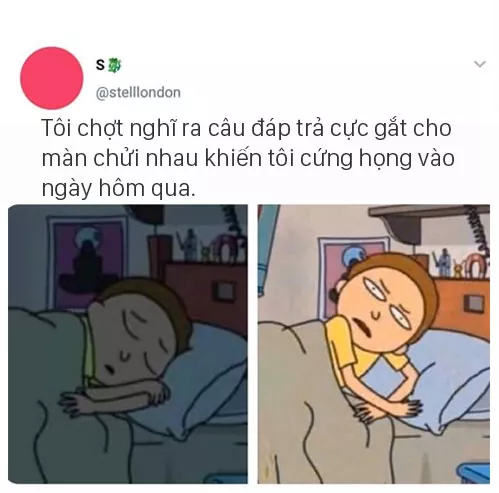 S🐉
@stelllondon
Tôi chợt nghĩ ra câu đáp trả cực gắt cho
màn chửi nhau khiến tôi cứng họng vào
ngày hôm qua.